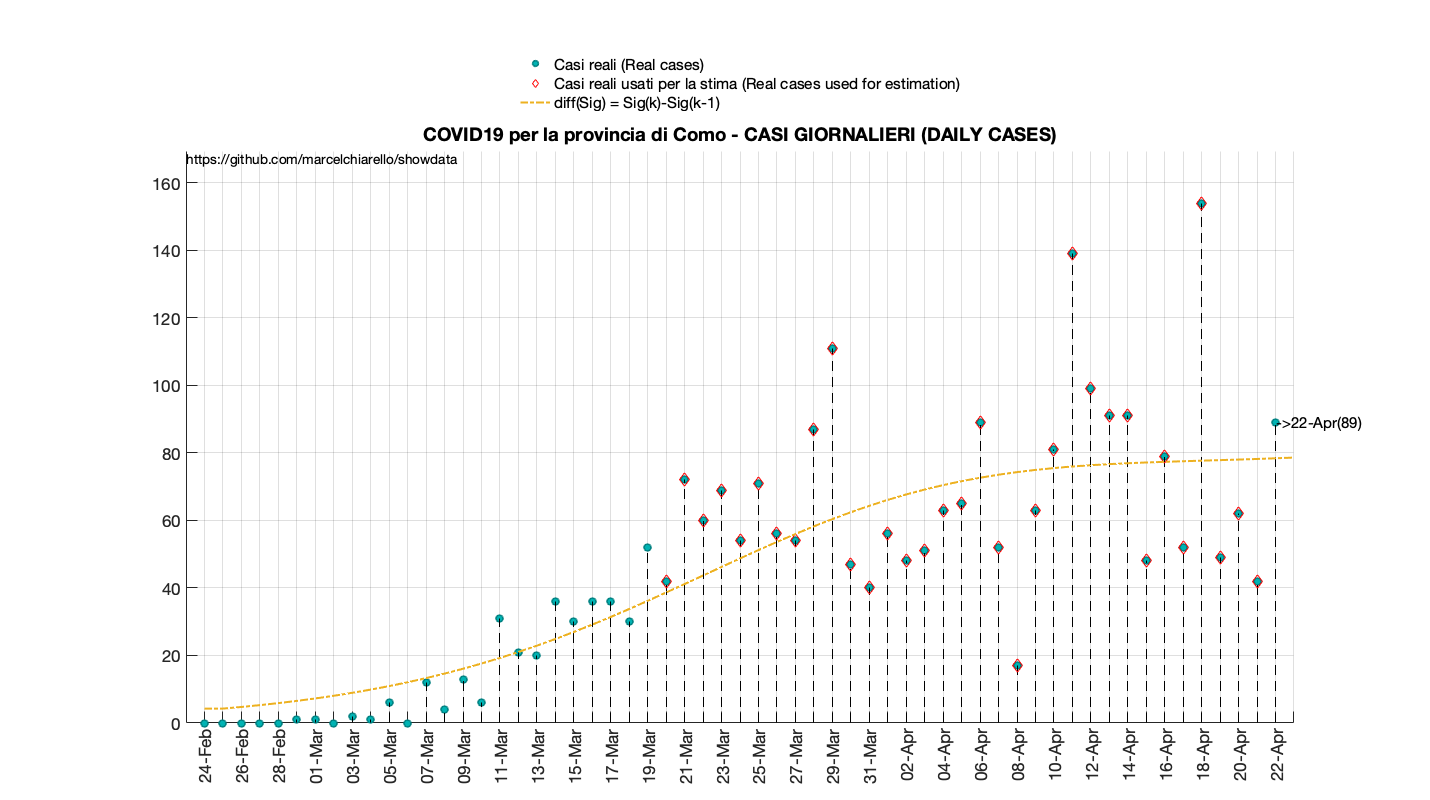 Casi reali (Real cases)
Casi reali usati per la stima (Real cases used for estimation)
diff(Sig) = Sig(k)-Sig(k-1)
COVID19 per la provincia di Como - CASI GIORNALIERI (DAILY CASES)
https://github.com/marcelchiarello/showdata
160
140
120
100
80
60
40
20
0
->22-Apr(89)
24-Feb
26-Feb
28-Feb
01-Mar
03-Mar
05-Mar
07-Mar
09-Mar
11-Mar
13-Mar
15-Mar
17-Mar
19-Mar
21-Mar
23-Mar
25-Mar
27-Mar
29-Mar
31-Mar
02-Apr
04-Apr
06-Apr
08-Apr
10-Apr
12-Apr
14-Apr
16-Apr
18-Apr
20-Apr
22-Apr